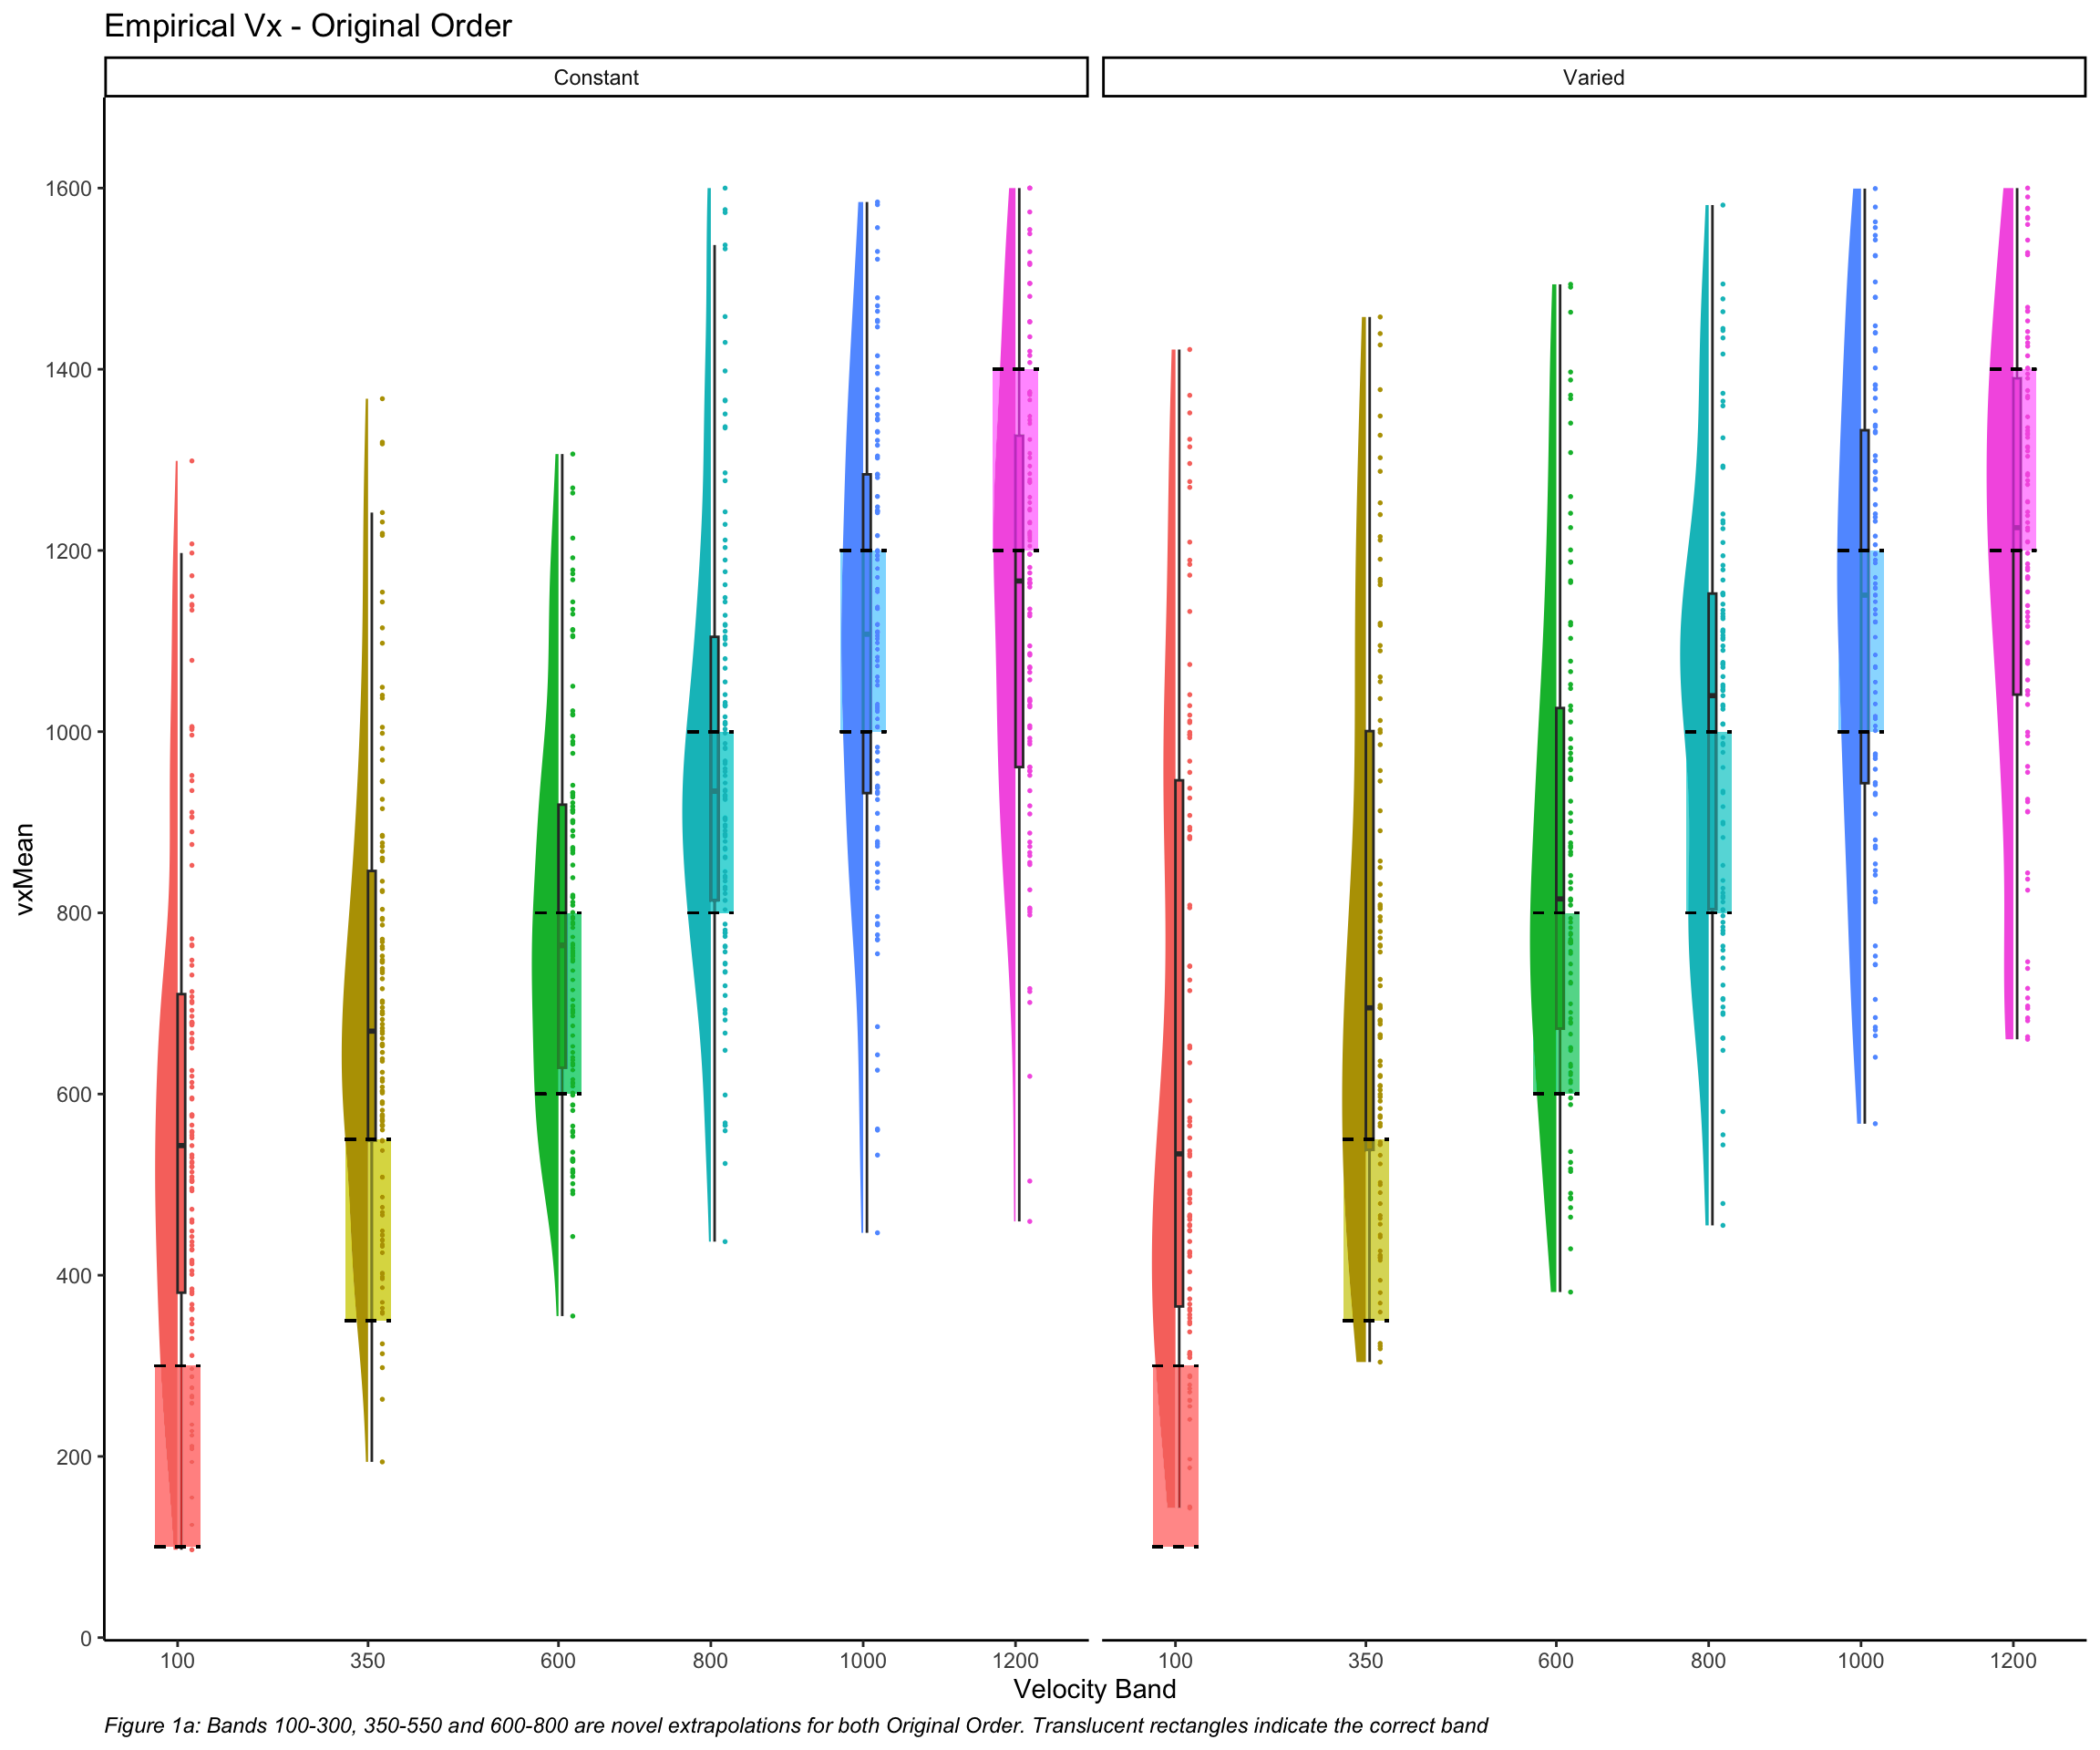 Empirical Vx - Original Order
Constant
Varied
1600
1400
1200
1000
800
600
400
200
0
vxMean
100 350 600 800 1000 1200
100 350 600 800 1000 1200
Velocity Band
Figure 1a: Bands 100-300, 350-550 and 600-800 are novel extrapolations for both Original Order. Translucent rectangles indicate the correct band